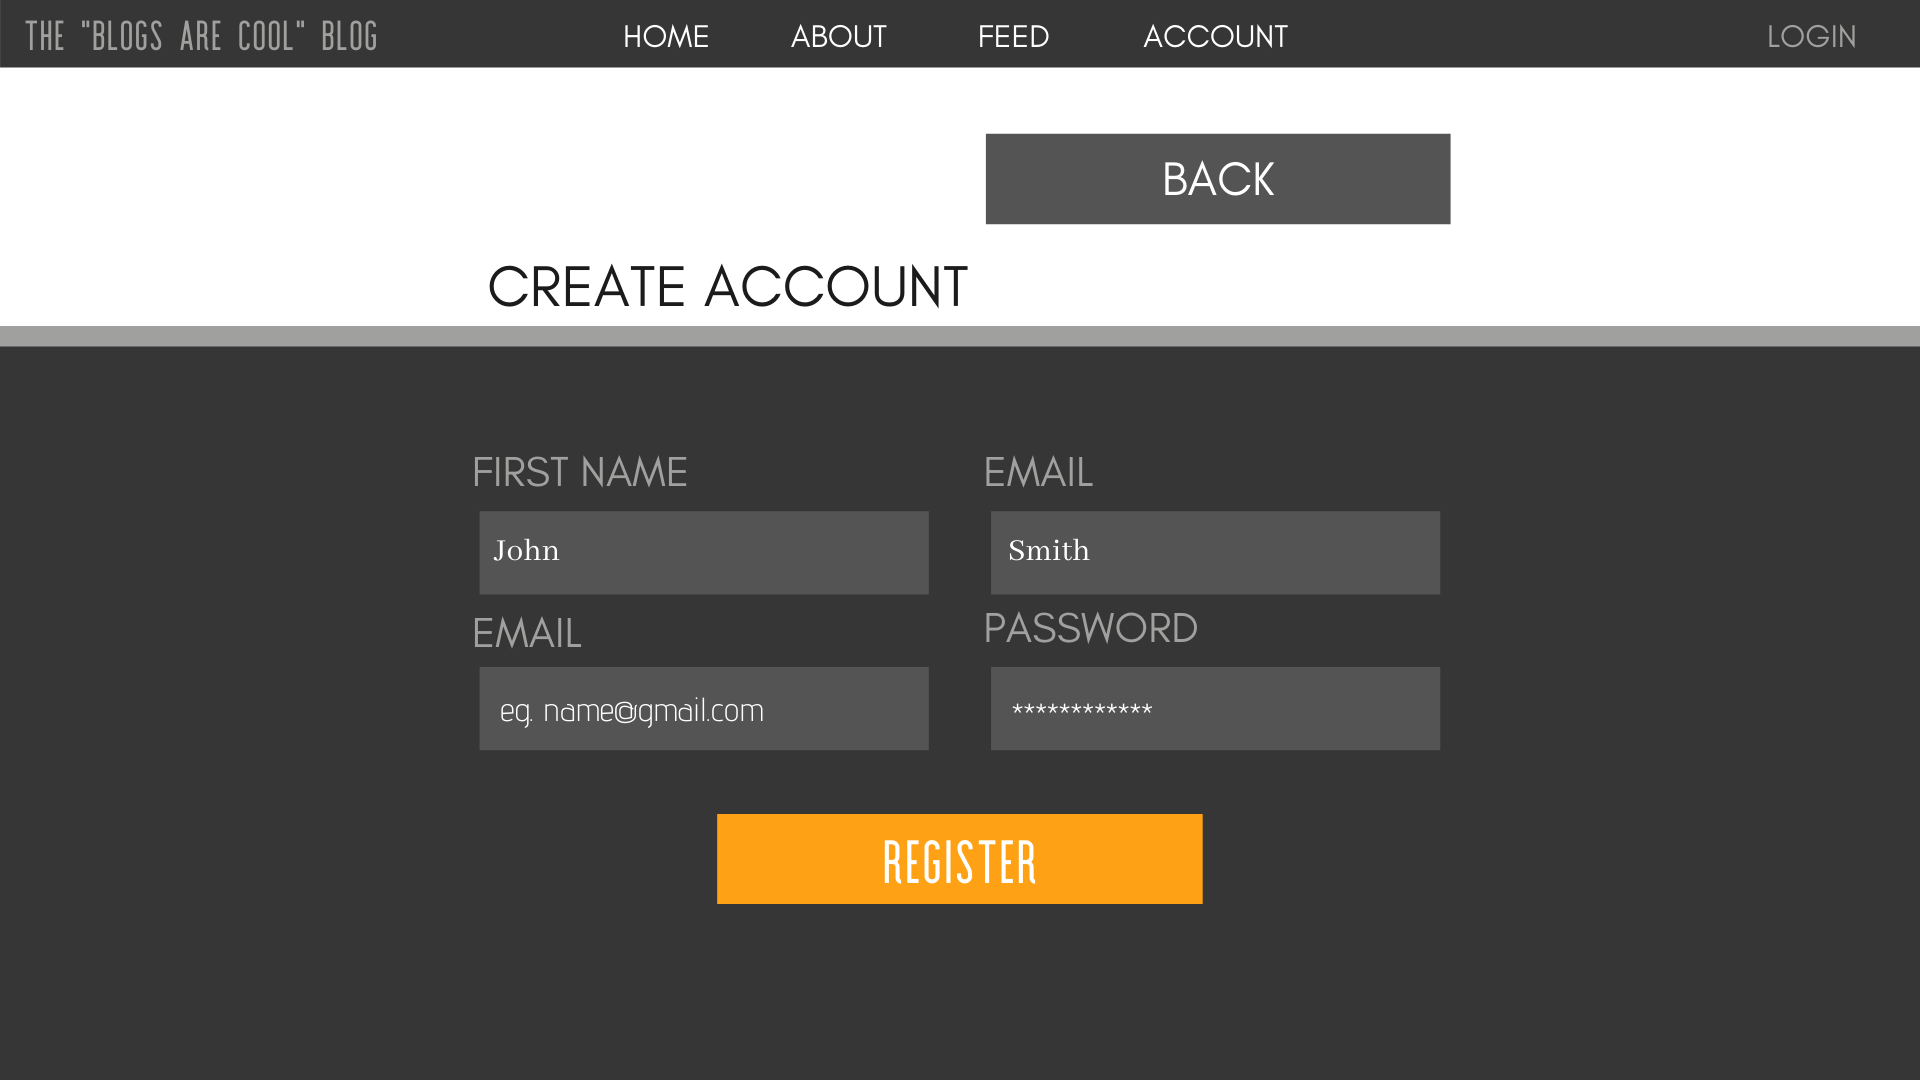 THE "BLOGS ARE COOL" BLOG HOME ABOUT FEED ACCOUNT LOGIN
BACK
CREATE ACCOUNT
FIRST NAME EMAIL
John Smith
EMAIL PASSWORD
eg. name@gmail.com ************
REGISTER